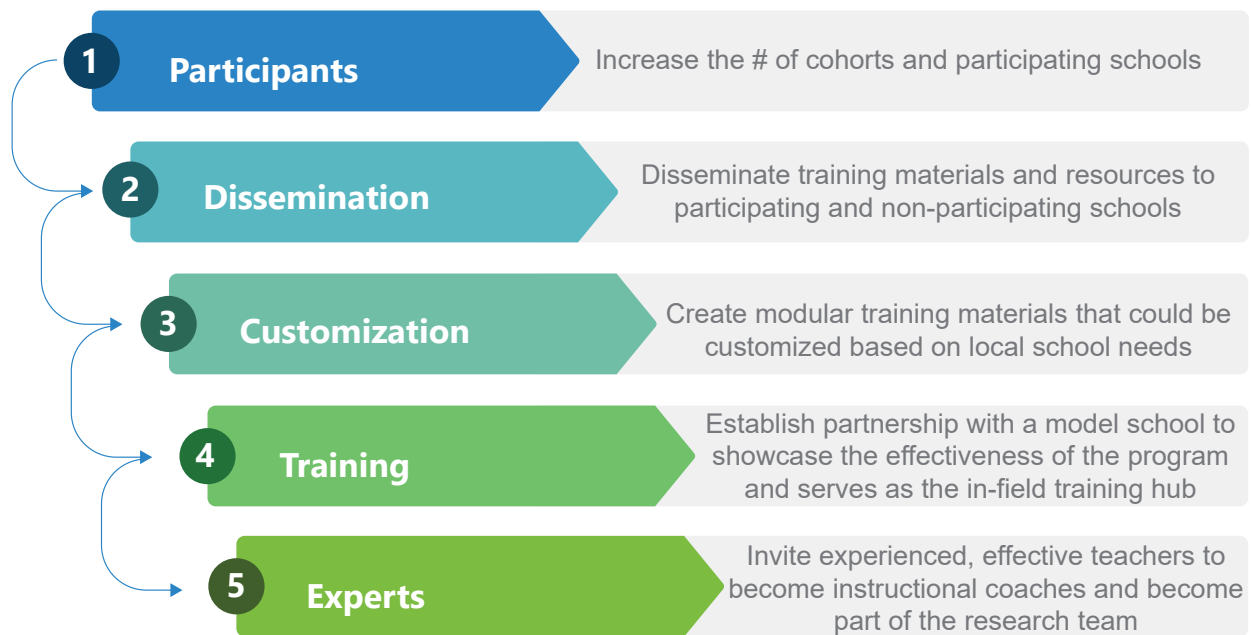 1
Participants
Increase the # of cohorts and participating schools
2
Dissemination
Disseminate training materials and resources to
participating and non-participating schools
3
Customization
Create modular training materials that could be
customized based on local school needs
4
Training
Establish partnership with a model school to
showcase the effectiveness of the program
and serves as the in-field training hub
5
Experts
Invite experienced, effective teachers to
become instructional coaches and become
part of the research team